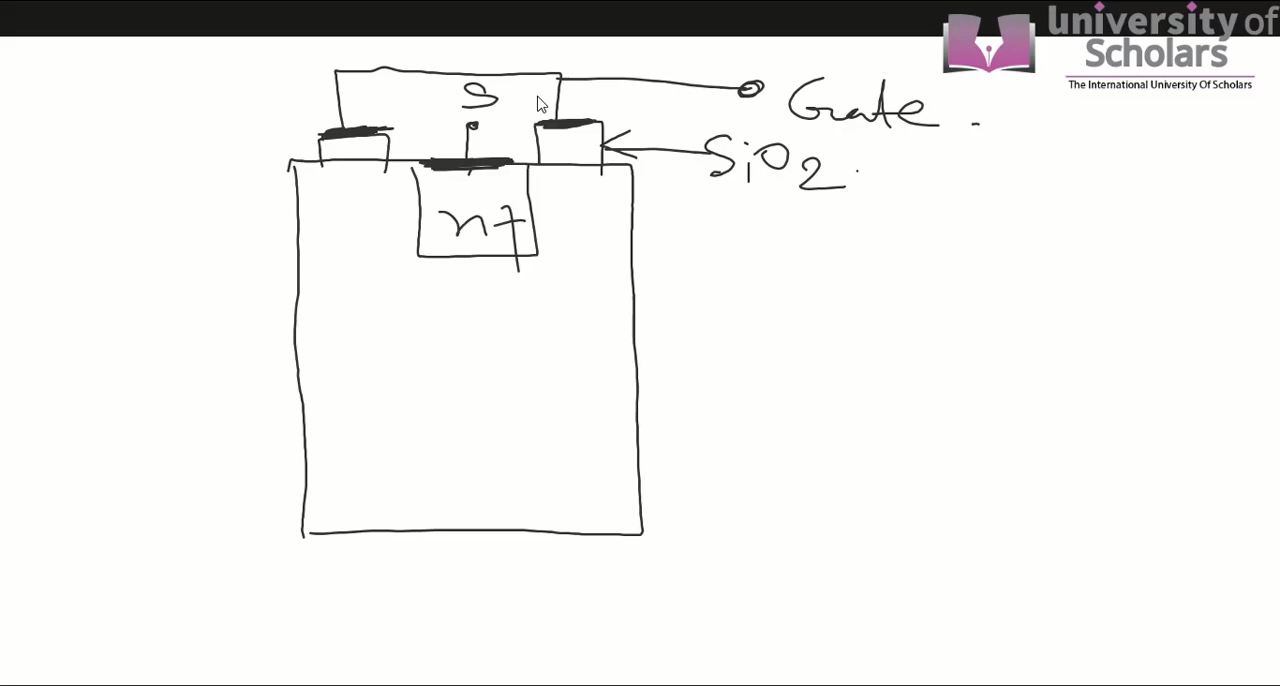 University of
Scholars
The International University Of Scholars
S
Gate.
SiO2.
n+